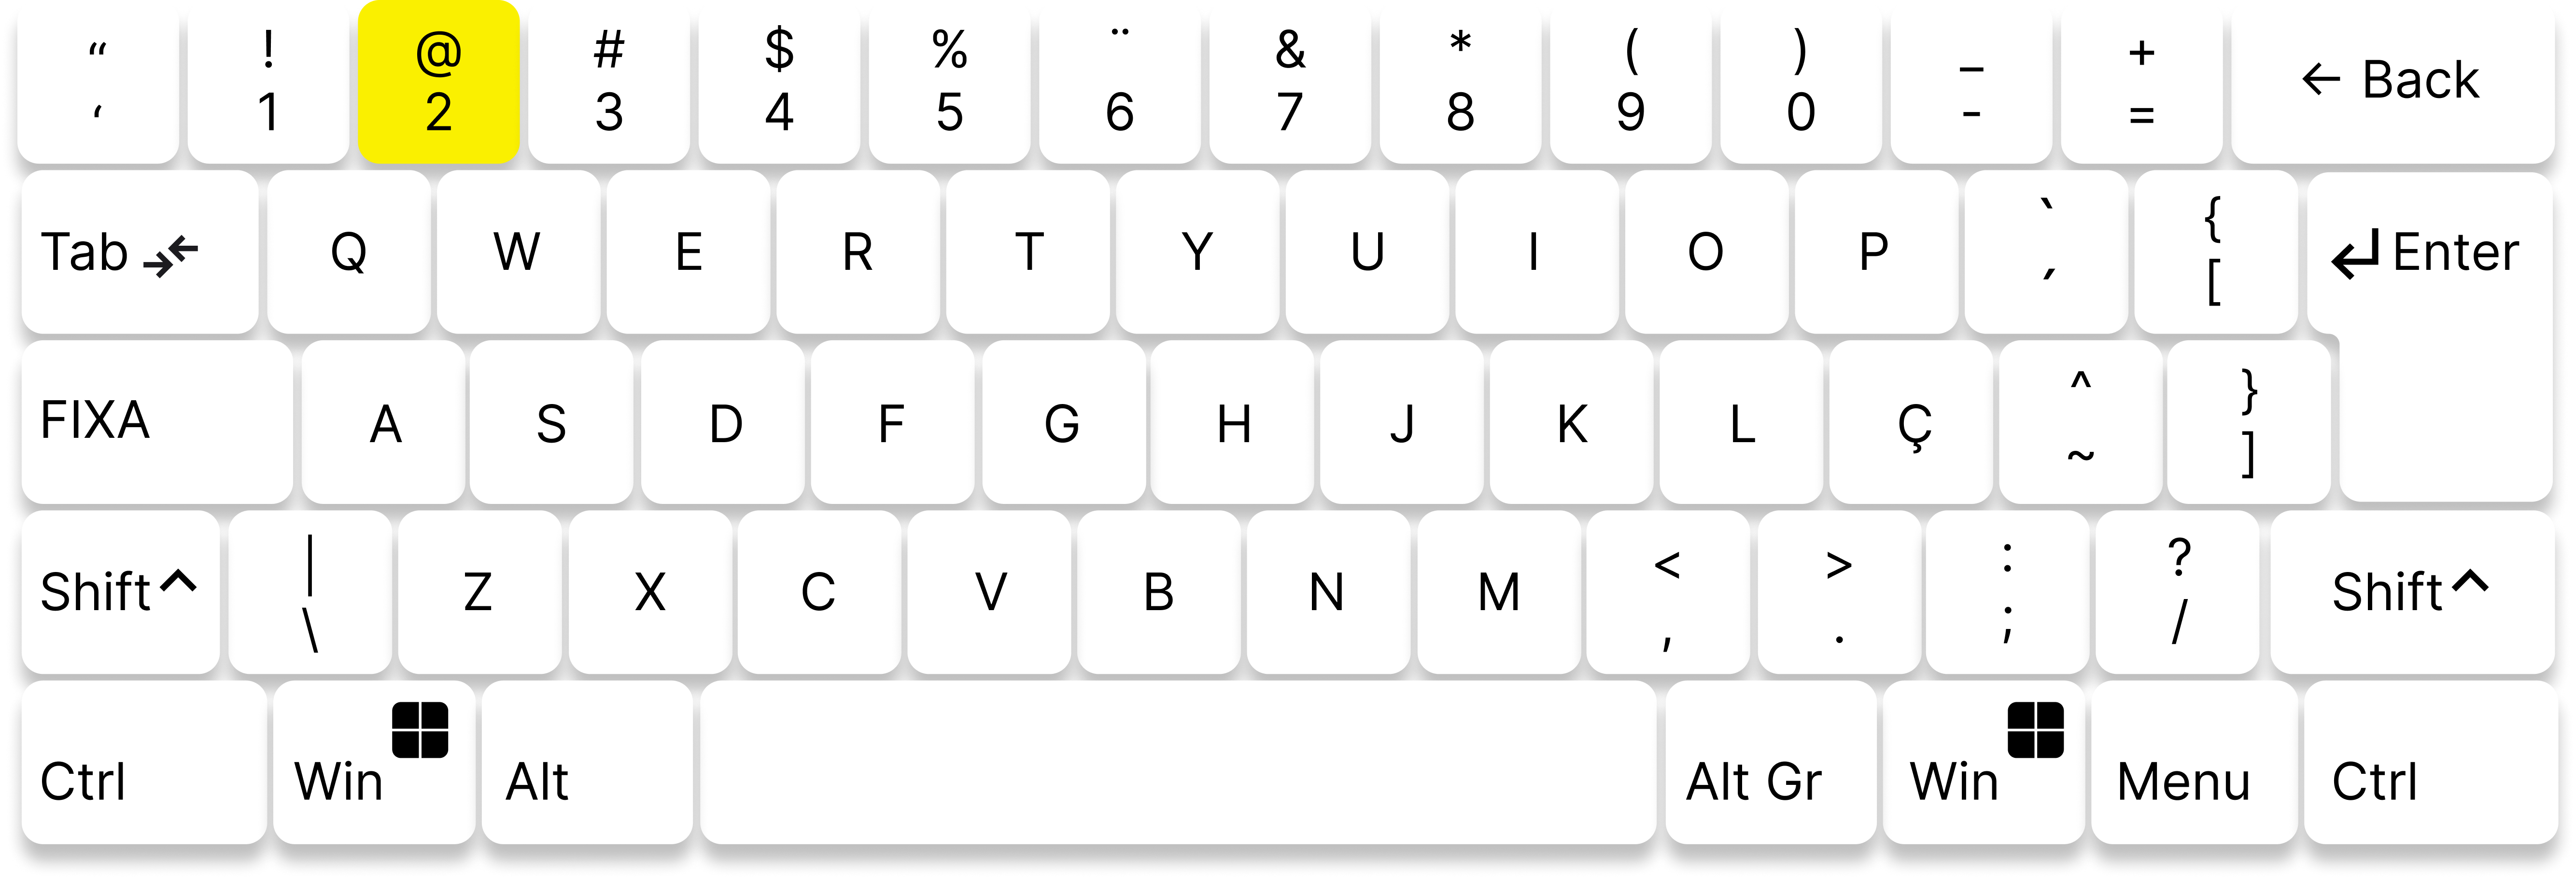 “ ! @ # $ % ¨ & * ( ) _ + ← Back
‘ 1 2 3 4 5 6 7 8 9 0 - =
Tab Q W E R T Y U I O P ` { Enter
´ [
FIXA A S D F G H J K L Ç ^ }
~ ]
Shift | Z X C V B N M < > : ? Shift
\ , . ; /
Ctrl Win Alt Alt Gr Win Menu Ctrl